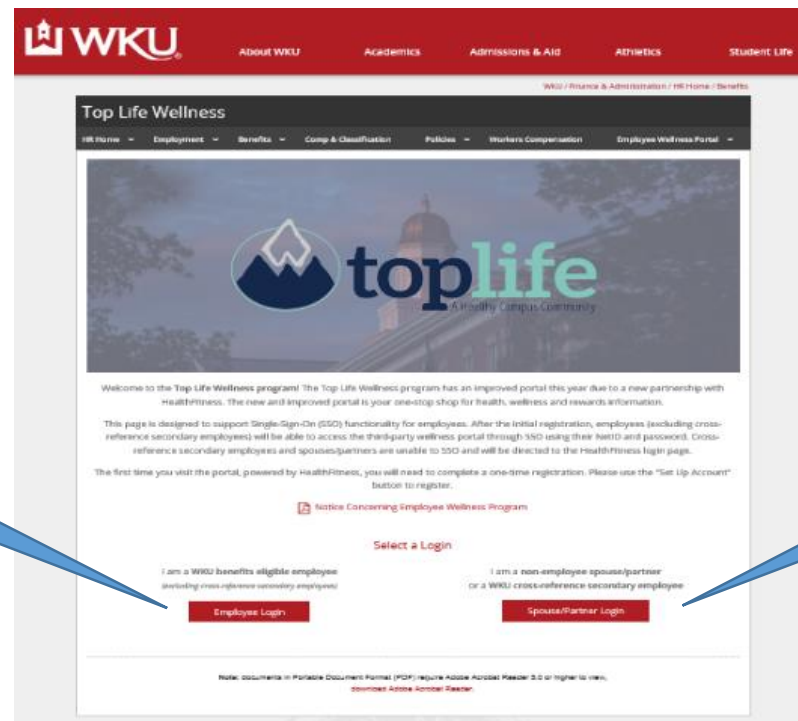 WKU
About WKU Academics Admissions & Aid Athletics Student Life
WKU / Finance & Administration / HR Home / Benefits
Top Life Wellness
HR Home Employment Benefits Comp & Classification Policies Workers Compensation Employee Wellness Portal
toplife
A Healthy Campus Community
Welcome to the Top Life Wellness program! The Top Life Wellness program has an improved portal this year due to a new partnership with
HealthFitness. The new and improved portal is your one-stop shop for health, wellness and rewards information.
This page is designed to support Single-Sign-On (SSO) functionality for employees. After the initial registration, employees (excluding cross-
reference secondary employees) will be able to access the third-party wellness portal through SSO using their NetID and password. Cross-
reference secondary employees and spouses/partners are unable to SSO and will be directed to the HealthFitness login page.
The first time you visit the portal, powered by HealthFitness, you will need to complete a one-time registration. Please use the "Set Up Account"
button to register.
Notice Concerning Employee Wellness Program
Select a Login
I am a WKU benefits eligible employee
(excluding cross-reference secondary employees)
Employee Login
I am a non-employee spouse/partner
or a WKU cross-reference secondary employee
Spouse/Partner Login
Note: documents in Portable Document Format (PDF) require Adobe Acrobat Reader 5.0 or higher to view,
download Adobe Acrobat Reader.